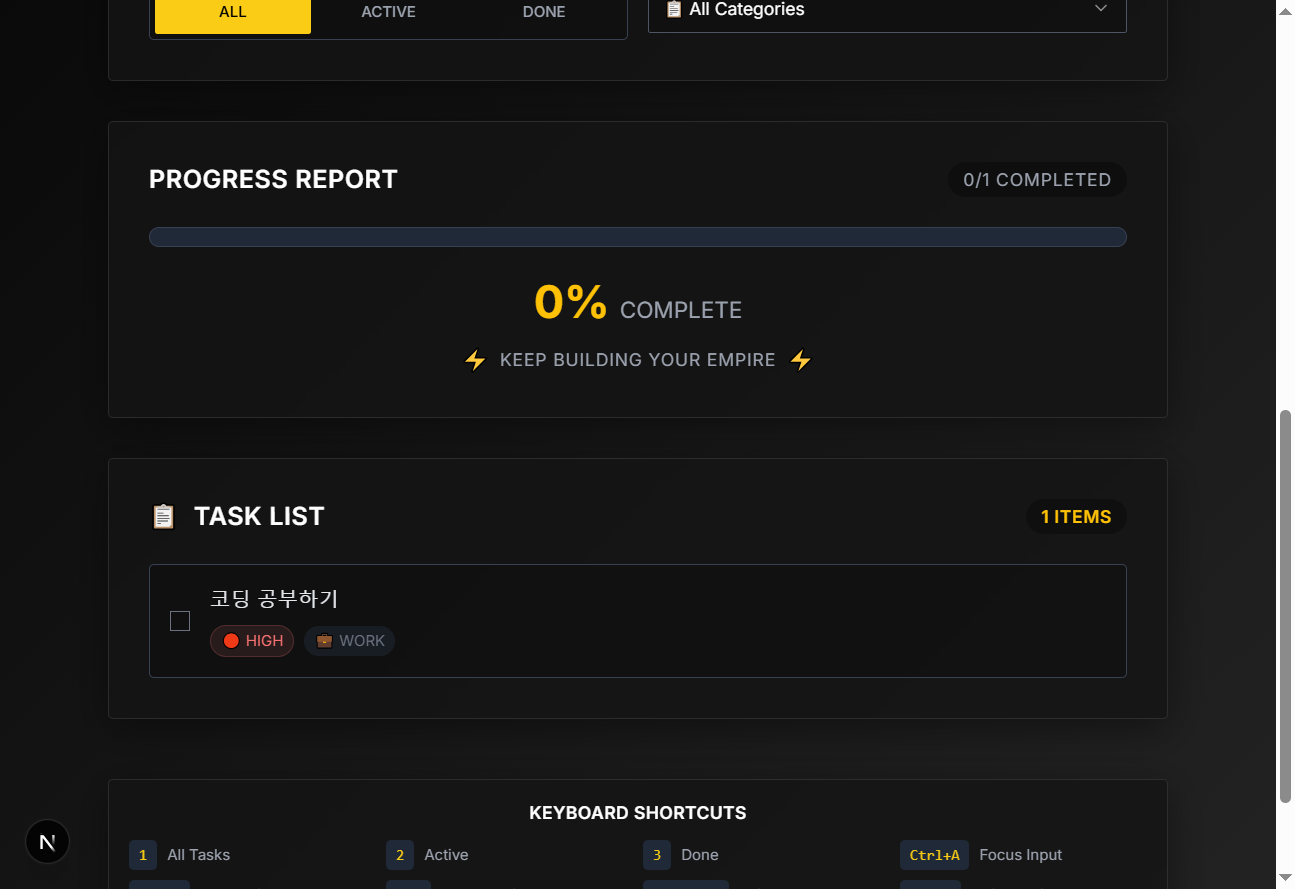 ALL ACTIVE DONE
All Categories
PROGRESS REPORT
0/1 COMPLETED
0% COMPLETE
KEEP BUILDING YOUR EMPIRE
TASK LIST
1 ITEMS
코딩 공부하기
HIGH WORK
KEYBOARD SHORTCUTS
1 All Tasks 2 Active 3 Done Ctrl+A Focus Input
N